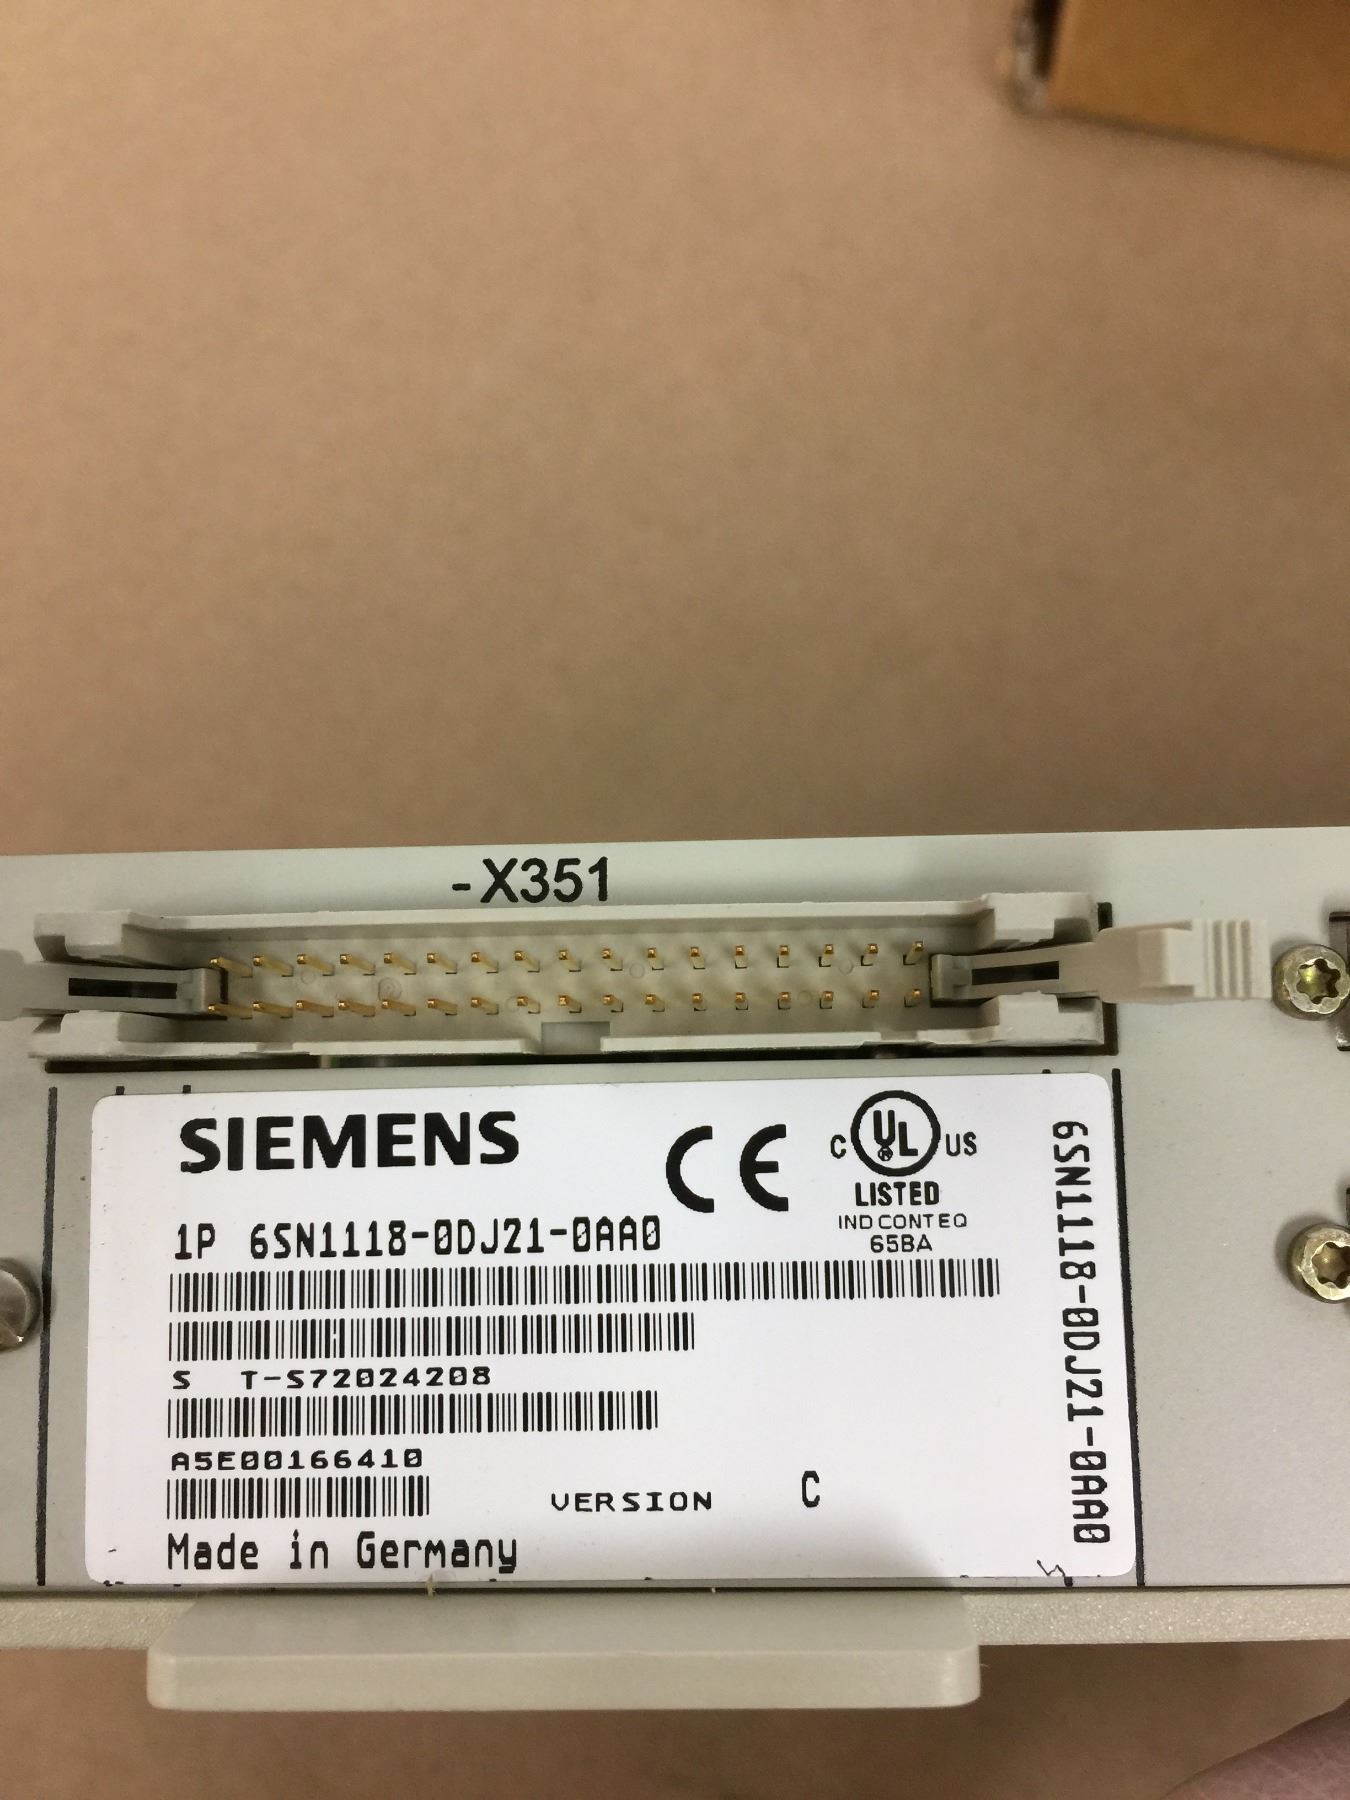 -X351
SIEMENS
CE
C UL US
LISTED
IND CONT EQ
65BA
1P 6SN1118-0DJ21-0AA0
S T-S72024208
A5E00166410
VERSION C
Made in Germany
6SN1118-0DJ21-0AA0